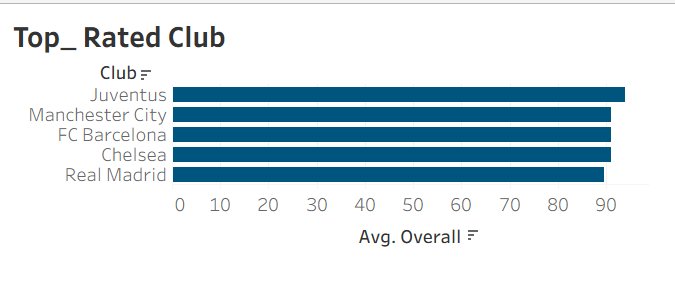 Top_ Rated Club
Club
Juventus
Manchester City
FC Barcelona
Chelsea
Real Madrid
0 10 20 30 40 50 60 70 80 90
Avg. Overall